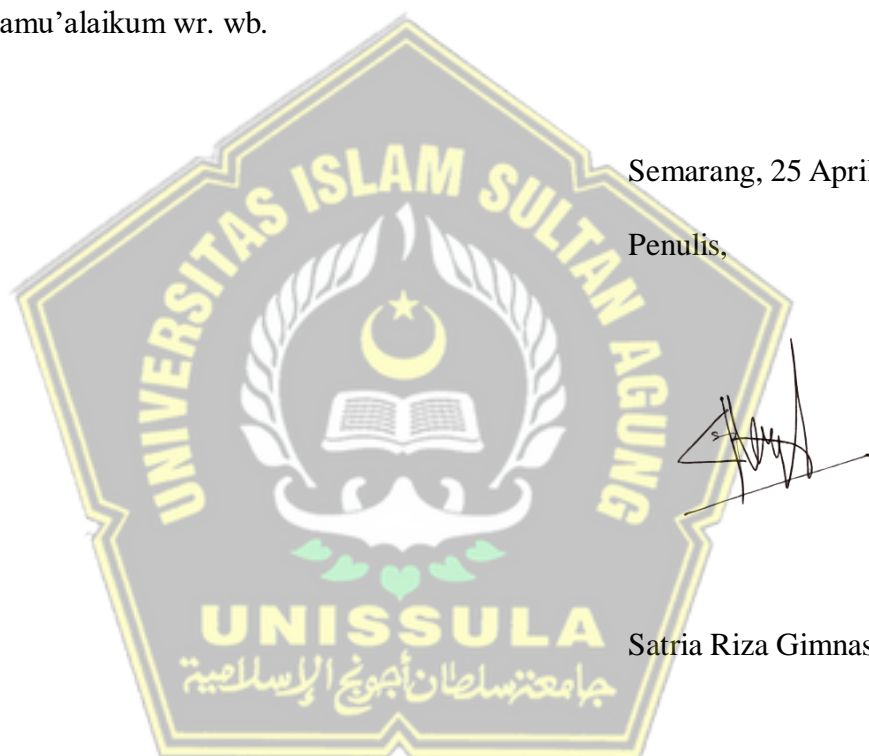 amu’alaikum wr. wb.
Semarang, 25 April
Penulis,
UNIVERSITAS ISLAM SULTAN AGUNG
UNISSULA
جامعة سلطان أجونج الإسلامية
Satria Riza Gimnas